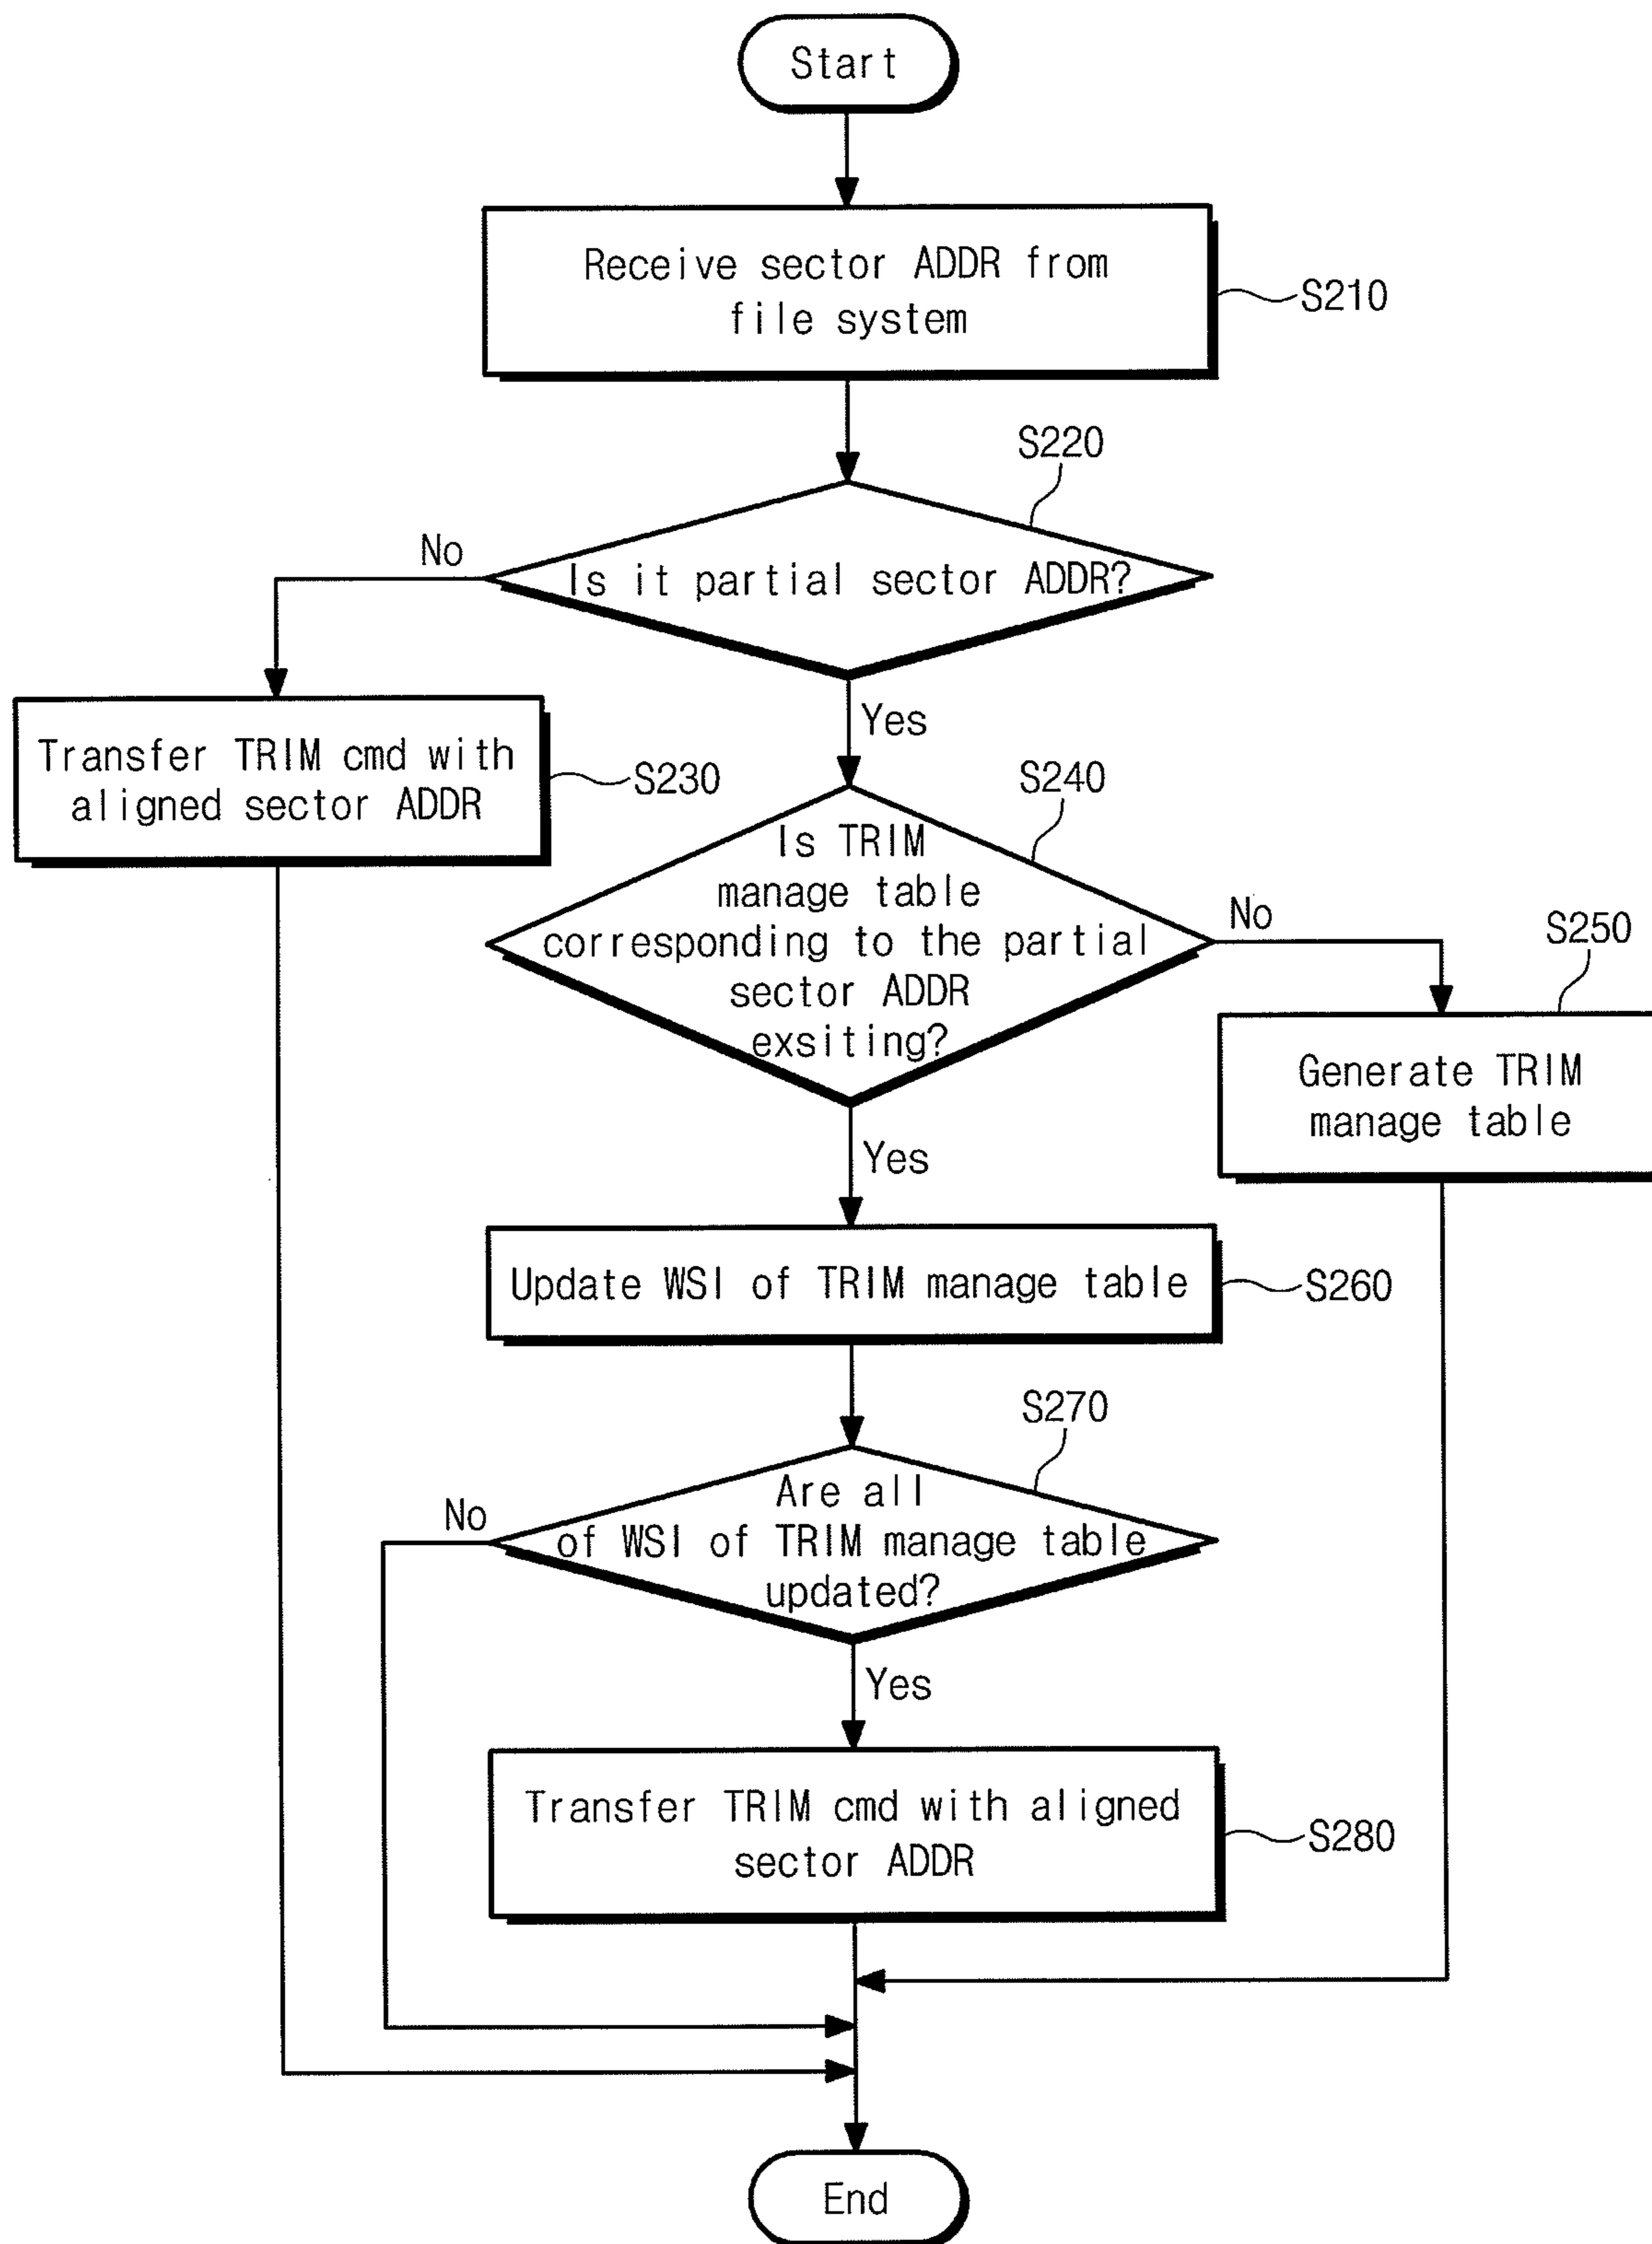 Start
Receive sector ADDR from
file system
S210
S220
No
Is it partial sector ADDR?
Yes
Transfer TRIM cmd with
aligned sector ADDR
S230
S240
Is TRIM
manage table
corresponding to the partial
sector ADDR
exsiting?
No
S250
Generate TRIM
manage table
Yes
Update WSI of TRIM manage table
S260
S270
No
Are all
of WSI of TRIM manage table
updated?
Yes
Transfer TRIM cmd with aligned
sector ADDR
S280
End